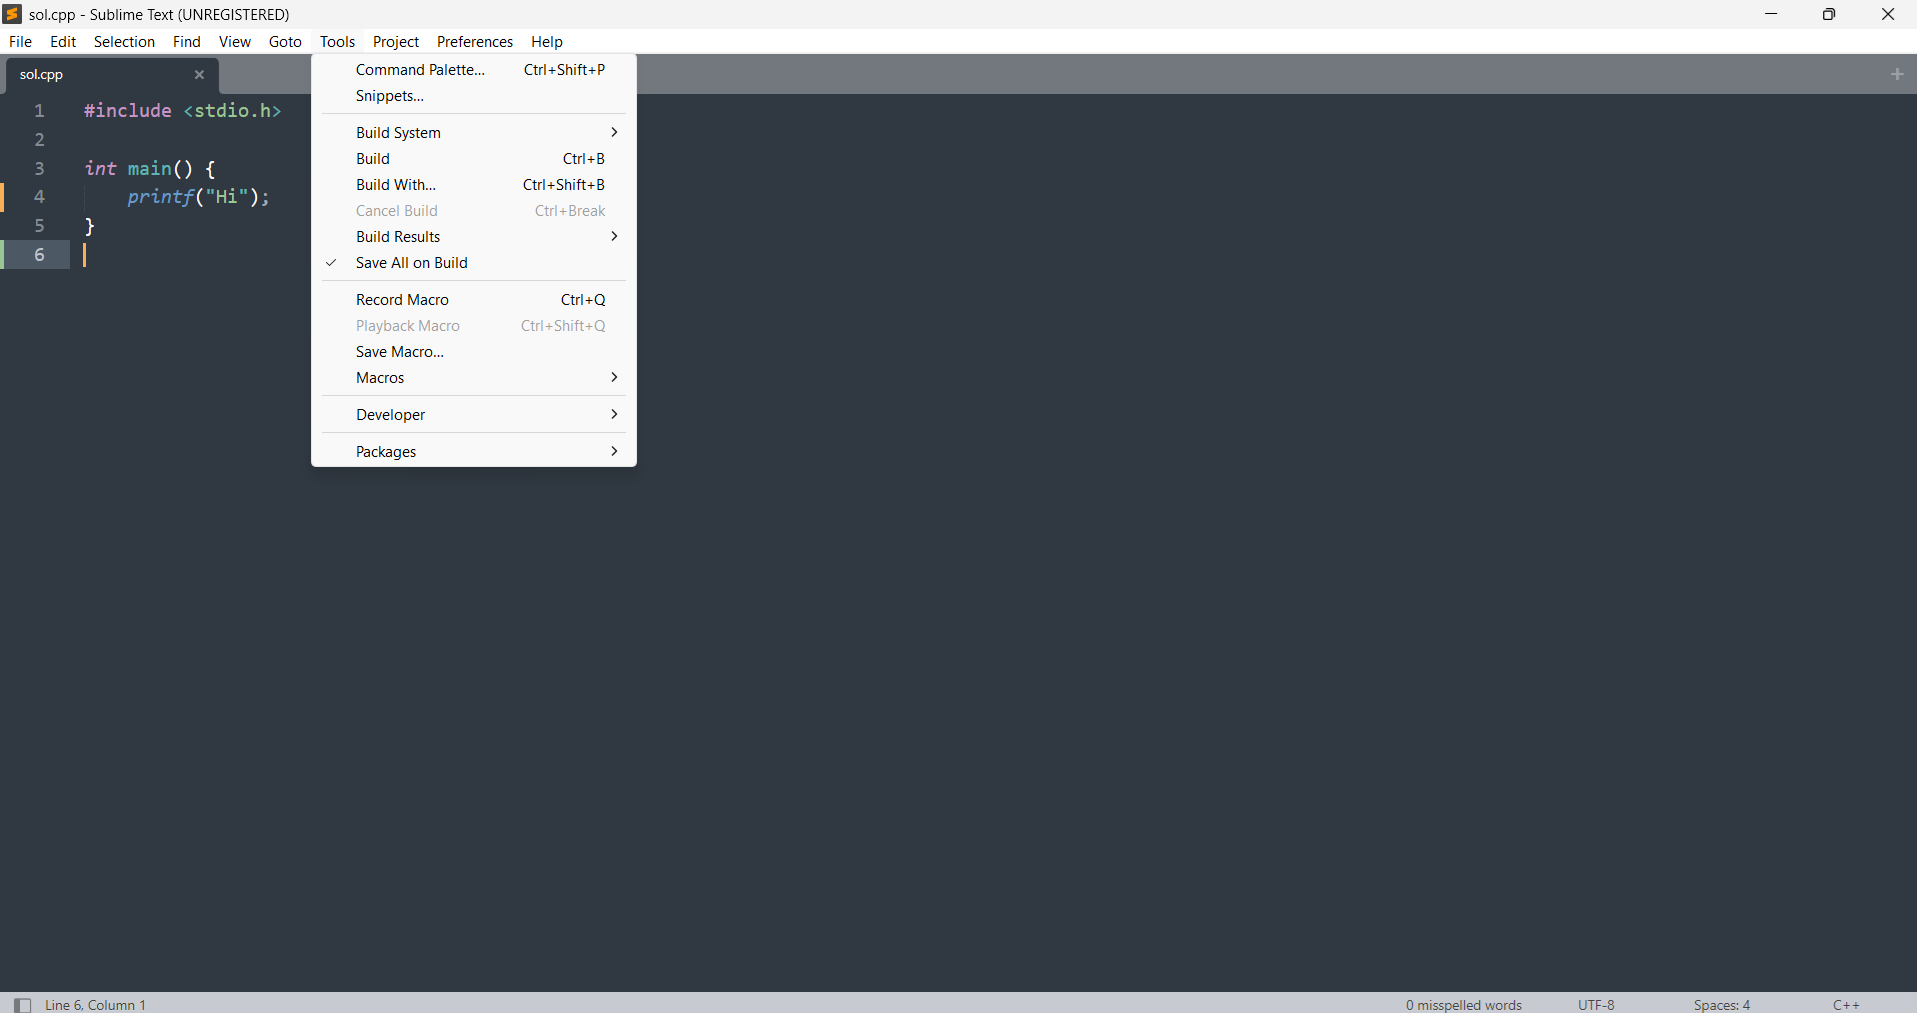 sol.cpp - Sublime Text (UNREGISTERED)
File Edit Selection Find View Goto Tools Project Preferences Help
sol.cpp
1 #include <stdio.h>
2
3 int main() {
4 printf("Hi");
5 }
6
Command Palette... Ctrl+Shift+P
Snippets...
Build System
Build Ctrl+B
Build With... Ctrl+Shift+B
Cancel Build Ctrl+Break
Build Results
Save All on Build
Record Macro Ctrl+Q
Playback Macro Ctrl+Shift+Q
Save Macro...
Macros
Developer
Packages
Line 6, Column 1 0 misspelled words UTF-8 Spaces: 4 C++